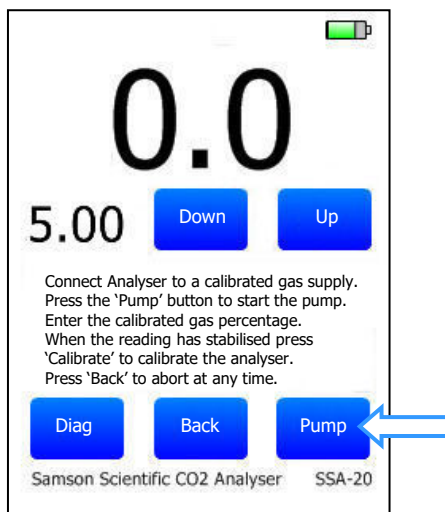 0.0
5.00 Down Up
Connect Analyser to a calibrated gas supply.
Press the ‘Pump’ button to start the pump.
Enter the calibrated gas percentage.
When the reading has stabilised press
‘Calibrate’ to calibrate the analyser.
Press ‘Back’ to abort at any time.
Diag Back Pump
Samson Scientific CO2 Analyser SSA-20